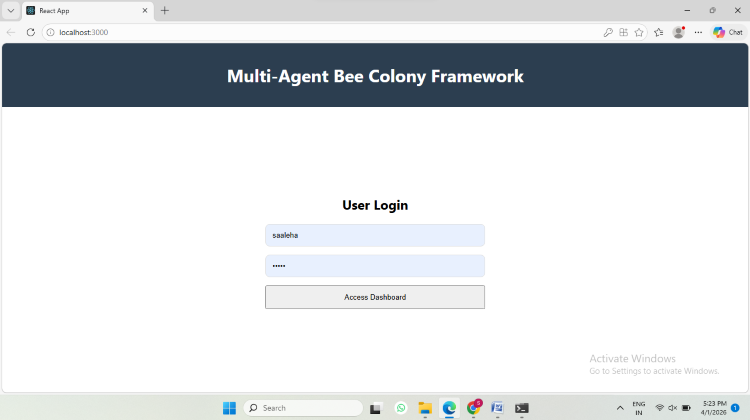 React App
localhost:3000
Chat
Multi-Agent Bee Colony Framework
User Login
saaleha
•••••
Access Dashboard
Activate Windows
Go to Settings to activate Windows.
Search
S
ENG
IN
5:23 PM
4/1/2026
1